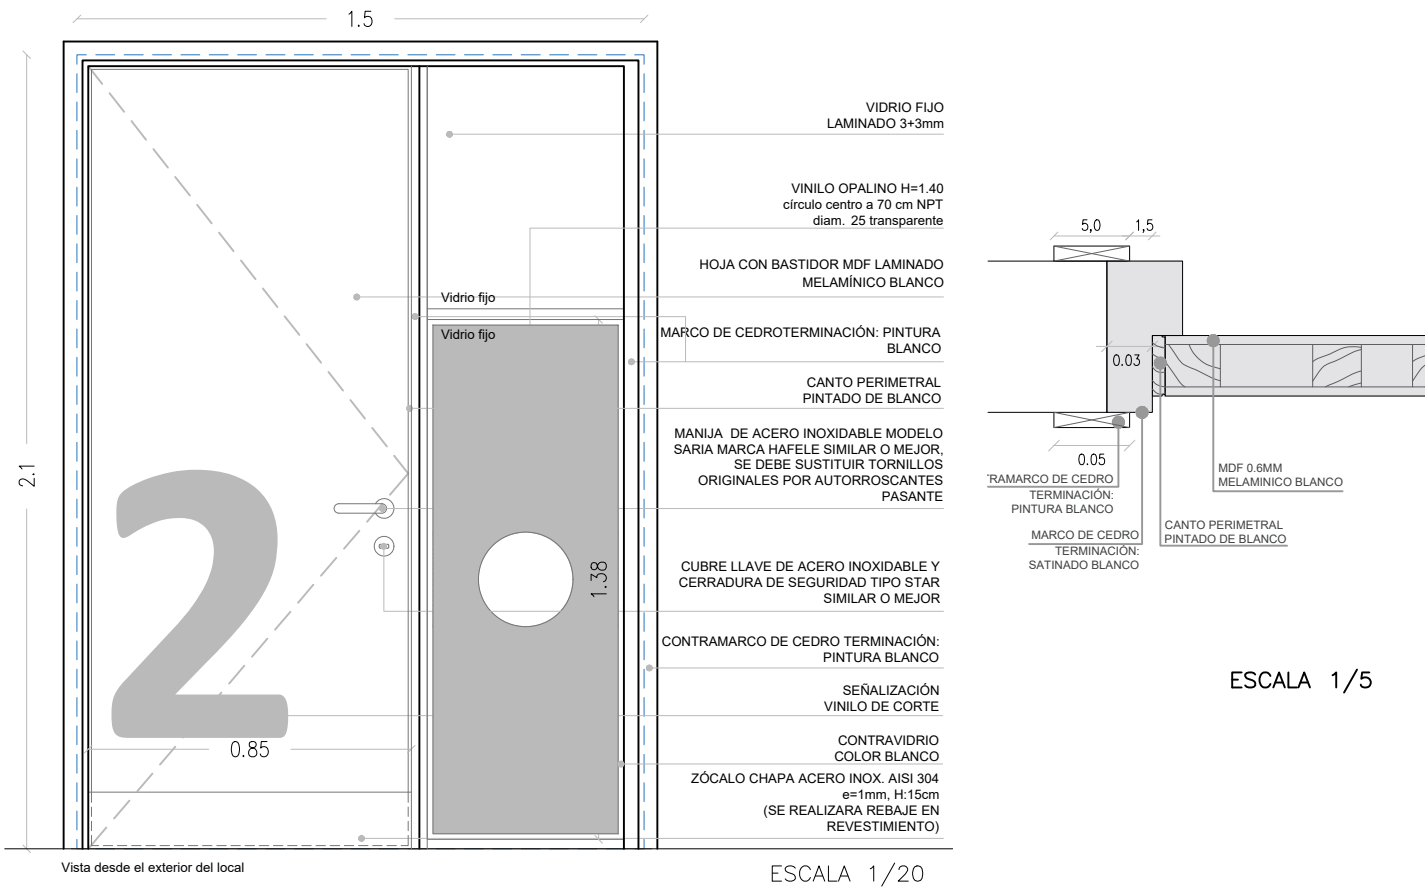 1.5
VIDRIO FIJO
LAMINADO 3+3mm
VINILO OPALINO H=1.40
círculo centro a 70 cm NPT
diam. 25 transparente
HOJA CON BASTIDOR MDF LAMINADO
MELAMÍNICO BLANCO
Vidrio fijo
Vidrio fijo
MARCO DE CEDROTERMINACIÓN: PINTURA
BLANCO
CANTO PERIMETRAL
PINTADO DE BLANCO
MANIJA DE ACERO INOXIDABLE MODELO
SARIA MARCA HAFELE SIMILAR O MEJOR,
SE DEBE SUSTITUIR TORNILLOS
ORIGINALES POR AUTORROSCANTES
PASANTE
2.1
2
1.38
CUBRE LLAVE DE ACERO INOXIDABLE Y
CERRADURA DE SEGURIDAD TIPO STAR
SIMILAR O MEJOR
CONTRAMARCO DE CEDRO TERMINACIÓN:
PINTURA BLANCO
SEÑALIZACIÓN
VINILO DE CORTE
0.85
CONTRAVIDRIO
COLOR BLANCO
ZÓCALO CHAPA ACERO INOX. AISI 304
e=1mm, H:15cm
(SE REALIZARA REBAJE EN
REVESTIMIENTO)
Vista desde el exterior del local
ESCALA 1/20
5,0 1,5
0.03
0.05
TRAMARCO DE CEDRO
TERMINACIÓN:
PINTURA BLANCO
MARCO DE CEDRO
TERMINACIÓN:
SATINADO BLANCO
MDF 0.6MM
MELAMINICO BLANCO
CANTO PERIMETRAL
PINTADO DE BLANCO
ESCALA 1/5